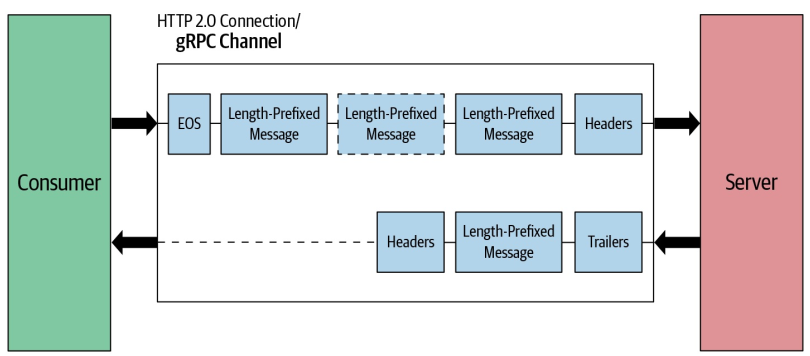 HTTP 2.0 Connection/
gRPC Channel
Consumer
EOS
Length-Prefixed
Message
Length-Prefixed
Message
Length-Prefixed
Message
Headers
Server
Headers
Length-Prefixed
Message
Trailers